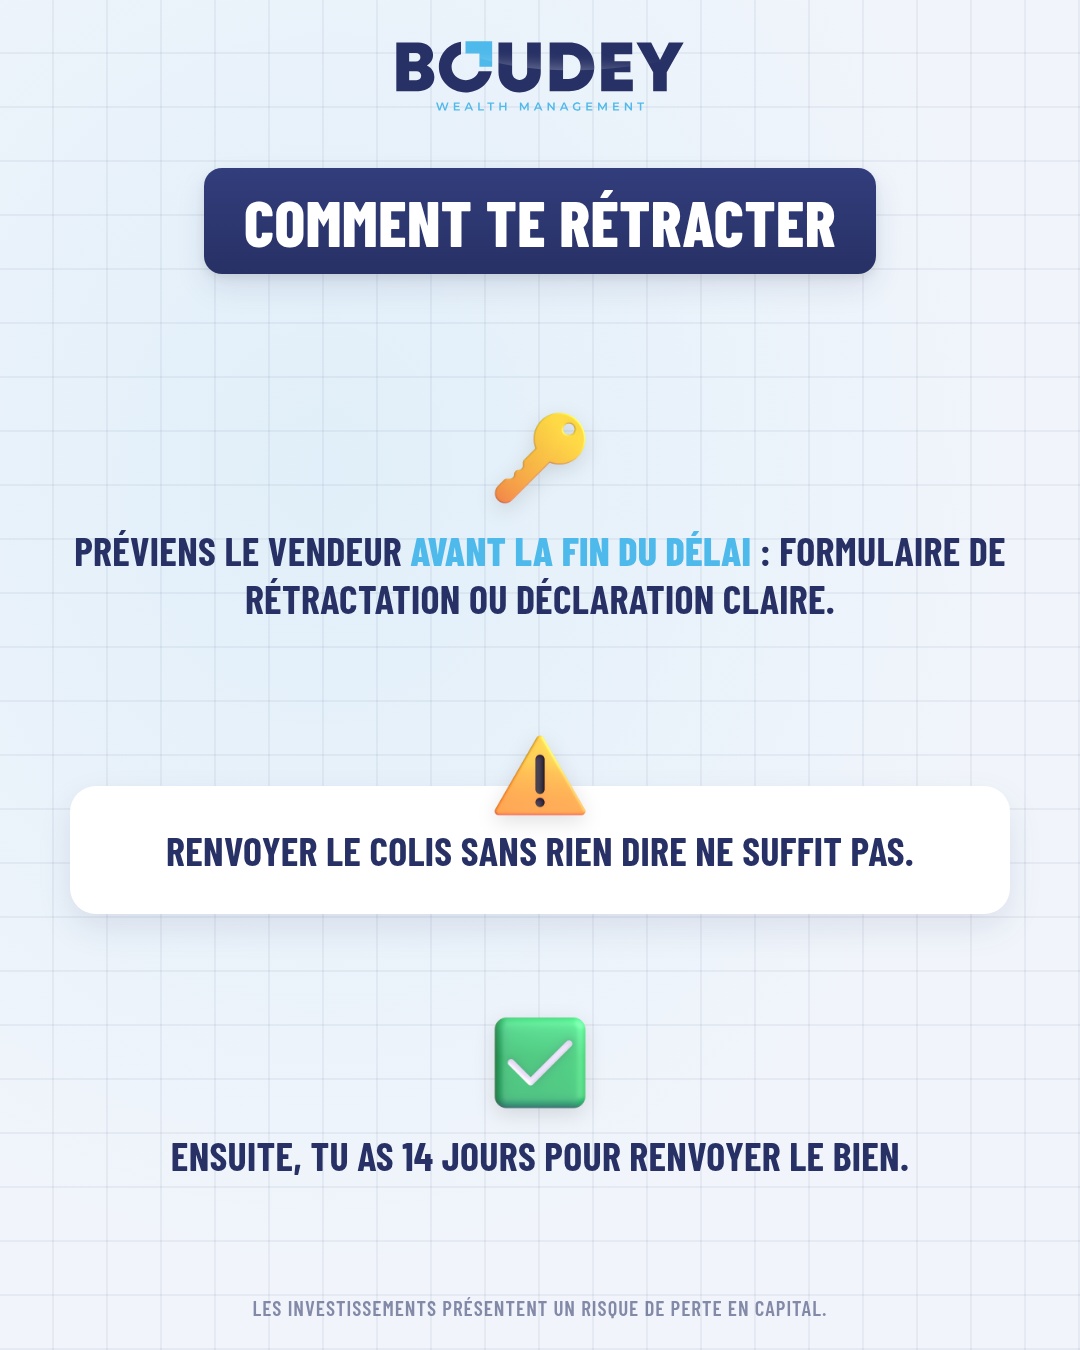 BOUDEY
WEALTH MANAGEMENT
COMMENT TE RÉTRACTER
PRÉVIENS LE VENDEUR AVANT LA FIN DU DÉLAI : FORMULAIRE DE
RÉTRACTATION OU DÉCLARATION CLAIRE.
RENVOYER LE COLIS SANS RIEN DIRE NE SUFFIT PAS.
ENSUITE, TU AS 14 JOURS POUR RENVOYER LE BIEN.
LES INVESTISSEMENTS PRÉSENTENT UN RISQUE DE PERTE EN CAPITAL.